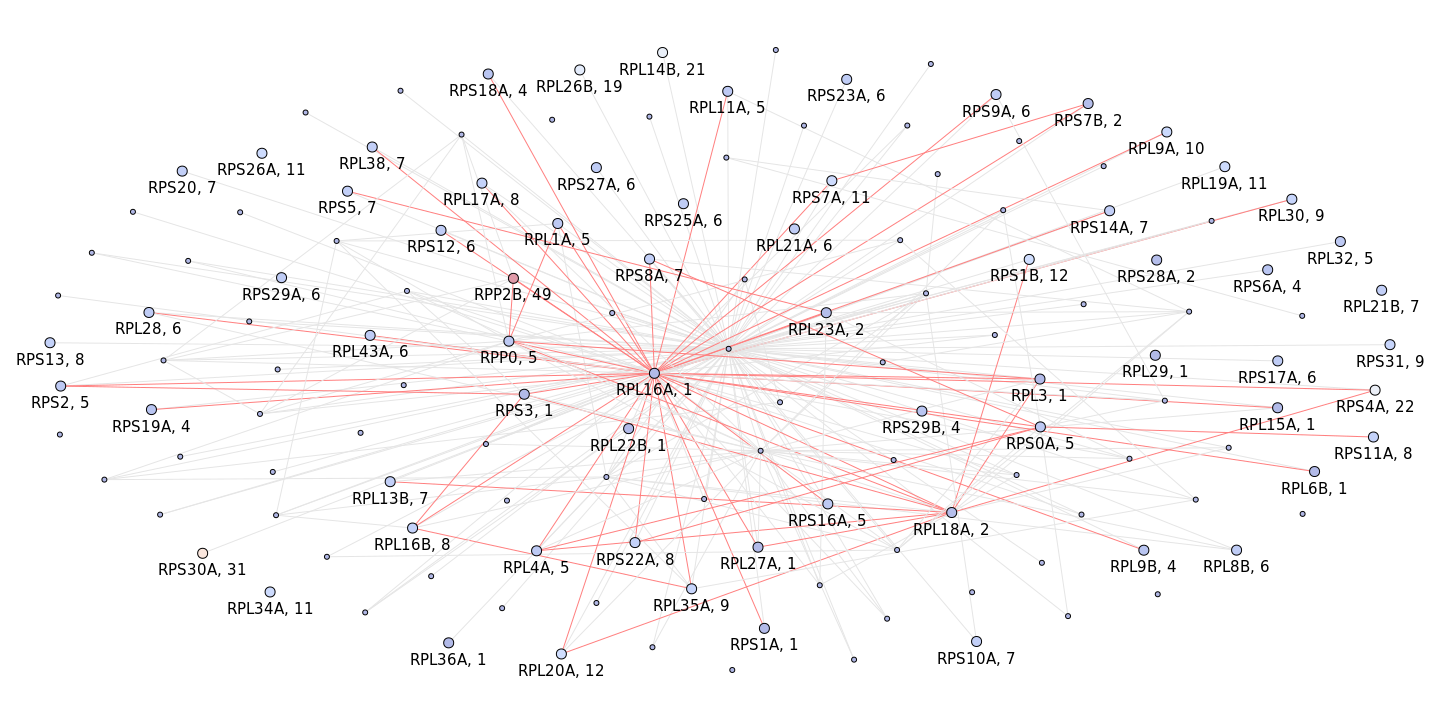 RPL14B, 21
RPS18A, 4
RPL26B, 19
RPS23A, 6
RPL11A, 5
RPS9A, 6
RPS7B, 2
RPL9A, 10
RPL38, 7
RPS26A, 11
RPS20, 7
RPS27A, 6
RPL19A, 11
RPL17A, 8
RPS7A, 11
RPS5, 7
RPL30, 9
RPS25A, 6
RPS14A, 7
RPL1A, 5
RPS12, 6
RPL21A, 6
RPL32, 5
RPS8A, 7
RPS1B, 12
RPS28A, 2
RPS6A, 4
RPS29A, 6
RPP2B, 49
RPL21B, 7
RPL28, 6
RPL23A, 2
RPL43A, 6
RPP0, 5
RPS13, 8
RPS31, 9
RPL29, 1
RPS17A, 6
RPL16A, 1
RPL3, 1
RPS2, 5
RPS4A, 22
RPS3, 1
RPS19A, 4
RPS29B, 4
RPL15A, 1
RPL22B, 1
RPS0A, 5
RPS11A, 8
RPL6B, 1
RPL13B, 7
RPS16A, 5
RPL18A, 2
RPL16B, 8
RPS22A, 8
RPL4A, 5
RPL27A, 1
RPL9B, 4
RPL8B, 6
RPS30A, 31
RPL35A, 9
RPL34A, 11
RPS1A, 1
RPL36A, 1
RPL20A, 12
RPS10A, 7